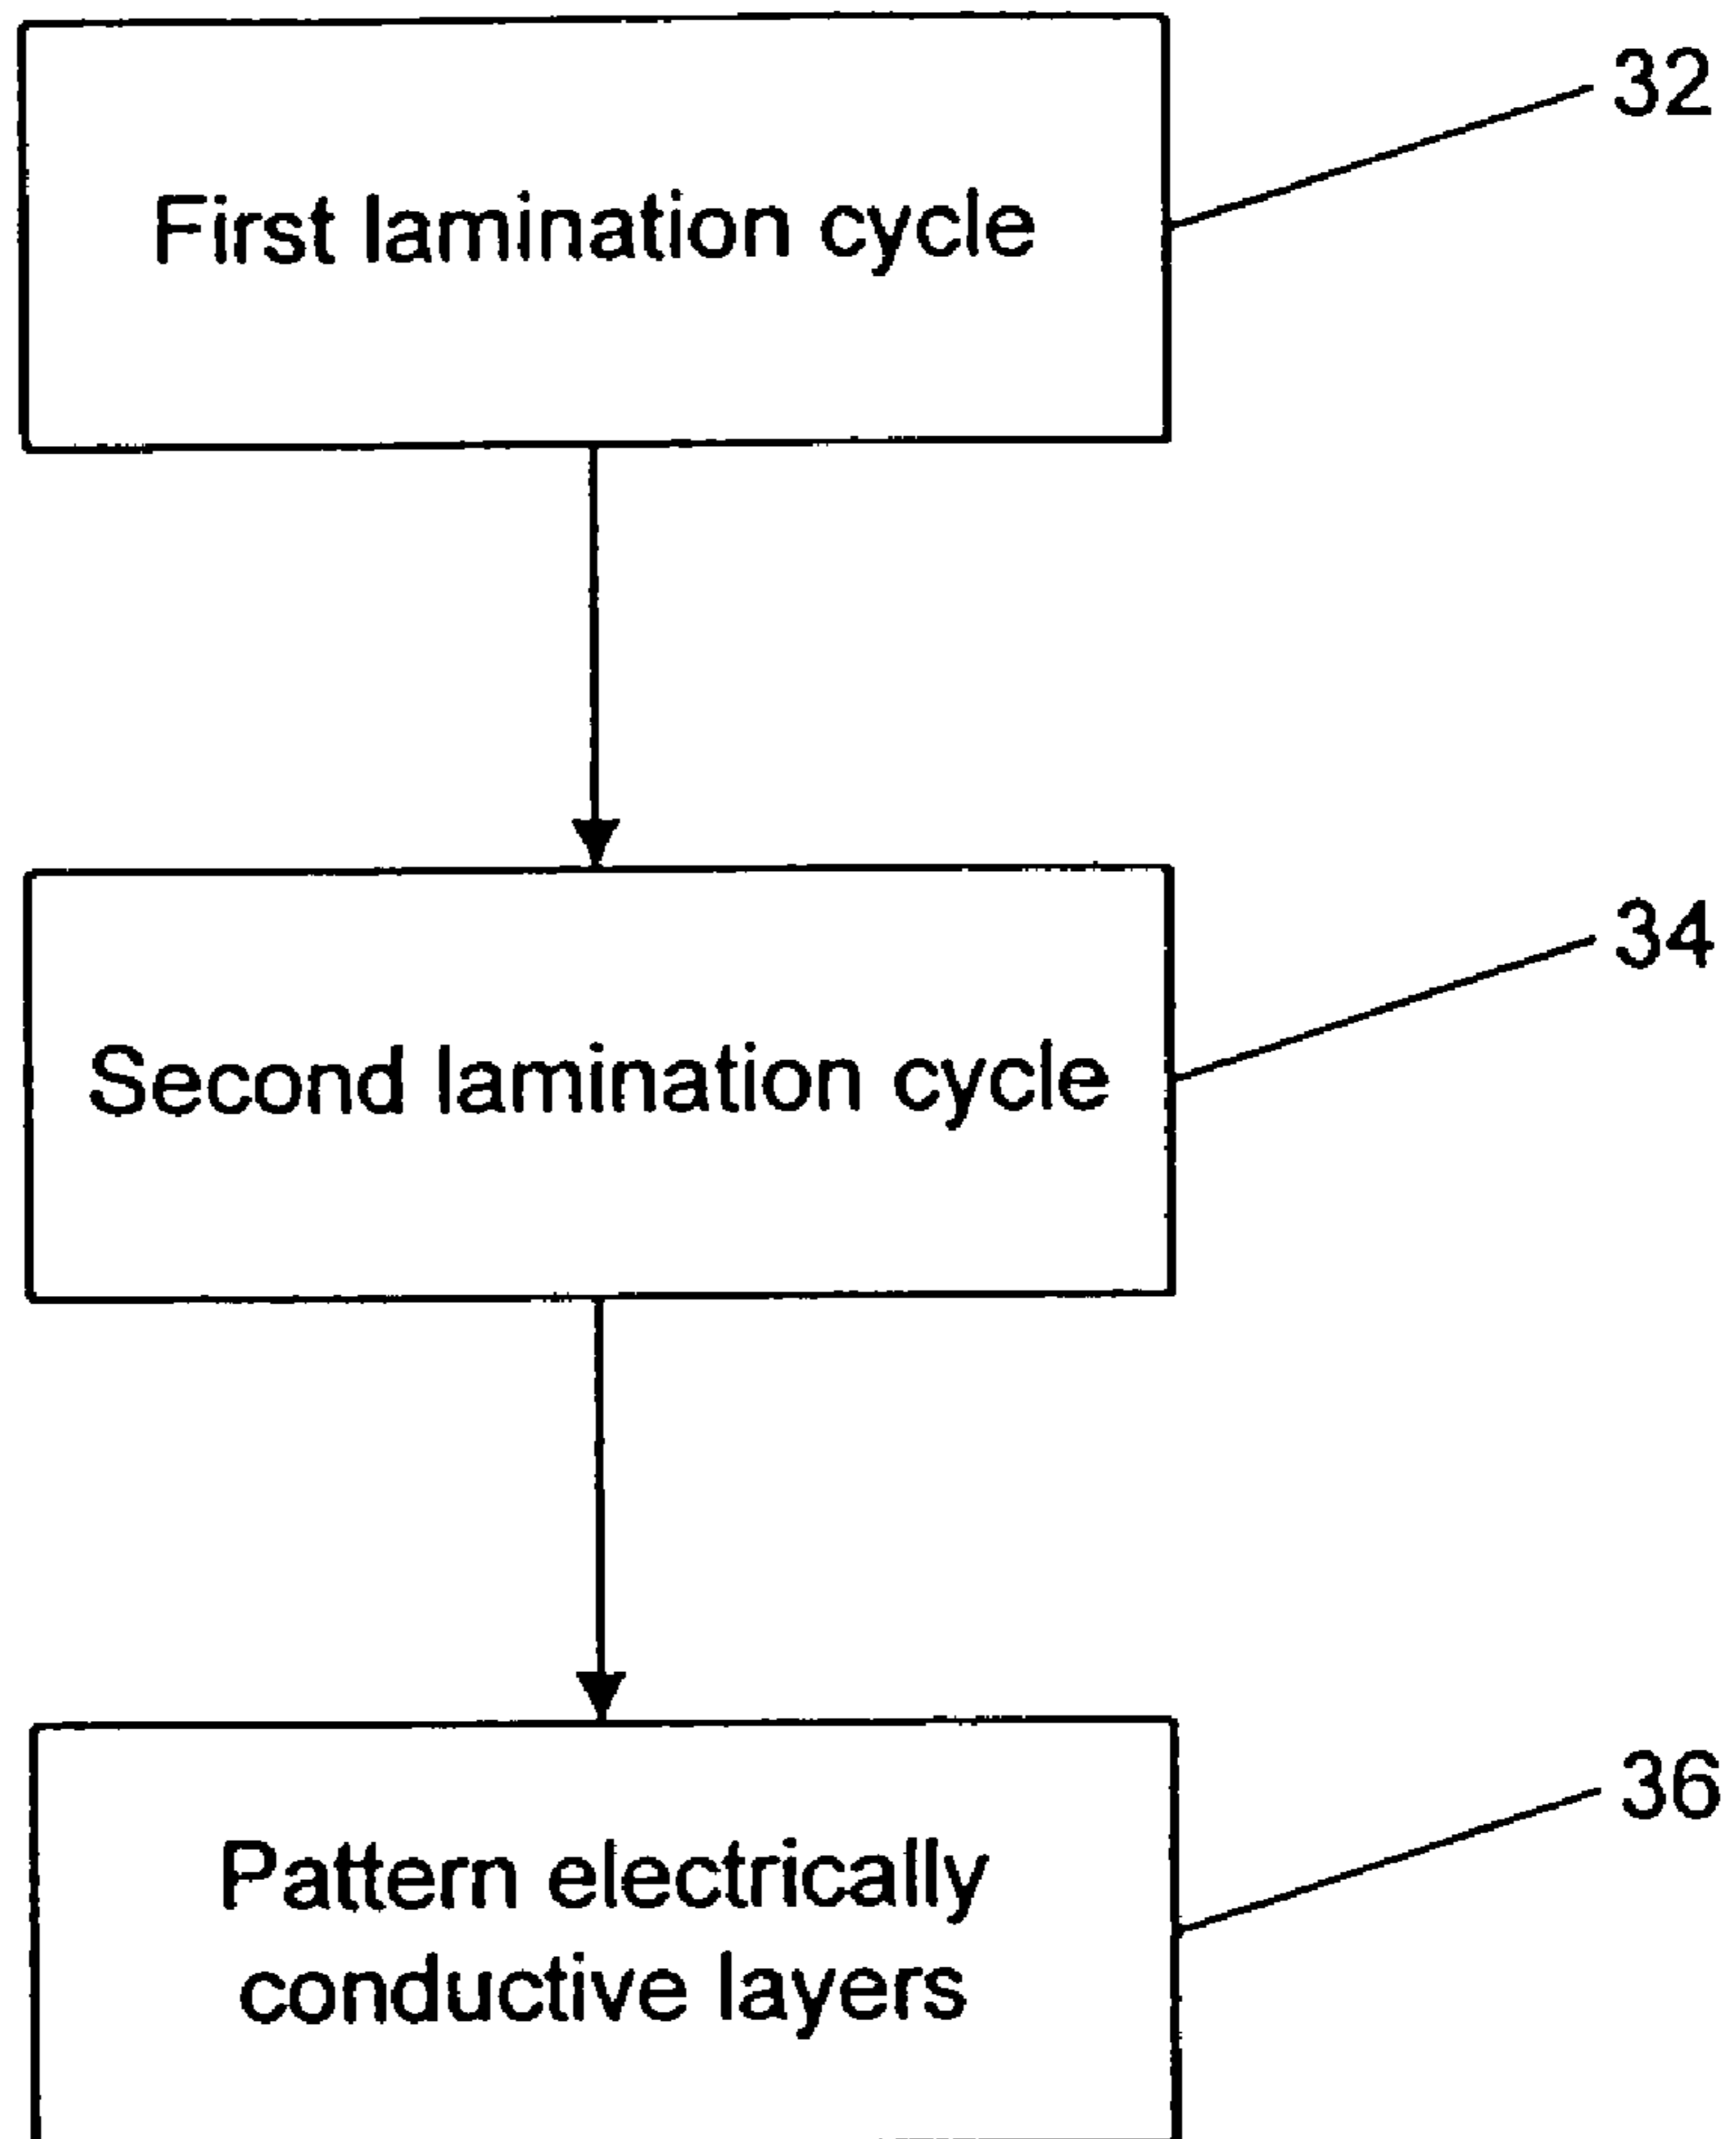 32
First lamination cycle
34
Second lamination cycle
36
Pattern electrically
conductive layers